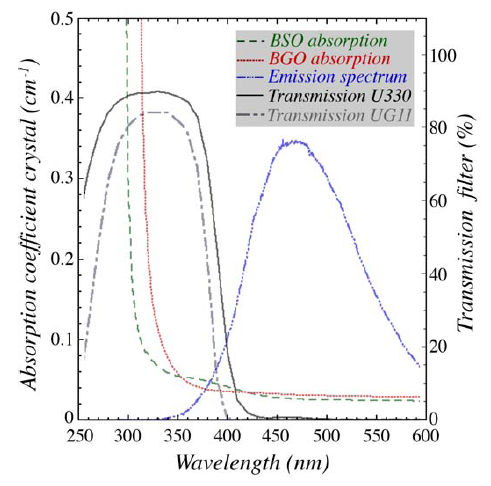 BSO absorption
BGO absorption
Emission spectrum
Transmission U330
Transmission UG11
Absorption coefficient crystal (cm⁻¹)
0.5
0.4
0.3
0.2
0.1
0
Transmission filter (%)
100
80
60
40
20
0
250 300 350 400 450 500 550 600
Wavelength (nm)